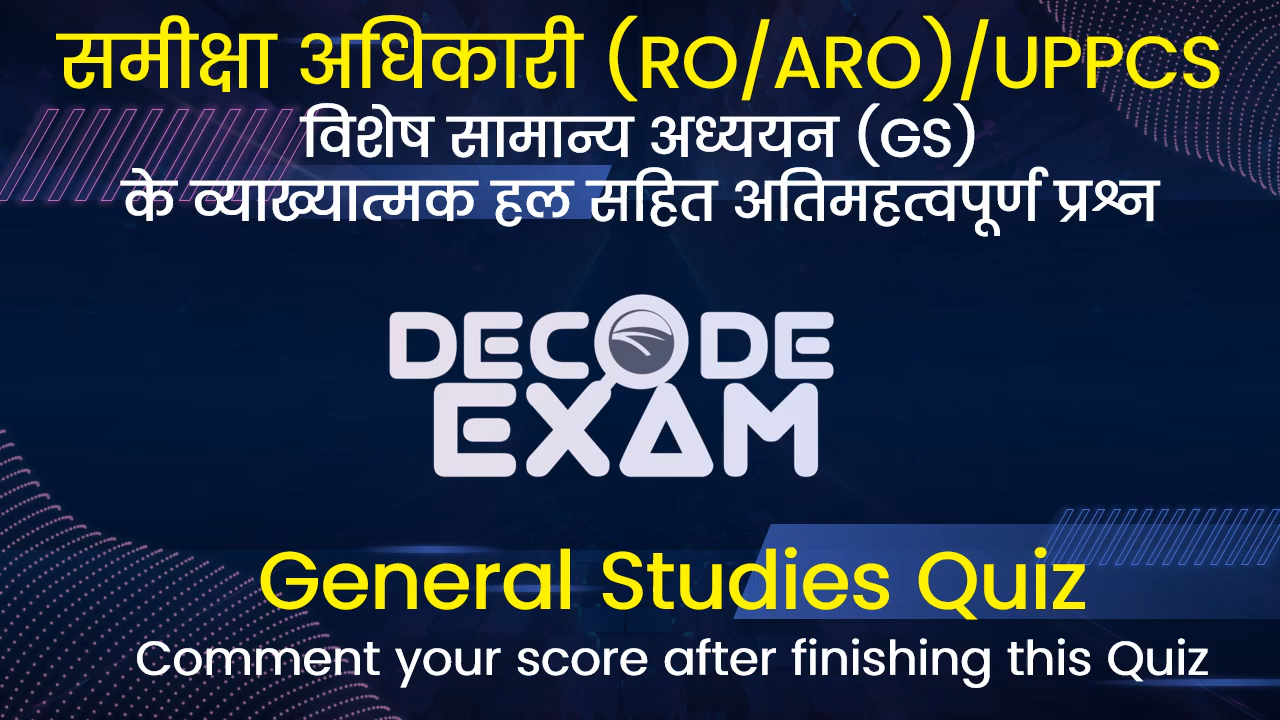 समीक्षा अधिकारी (RO/ARO)/UPPCS
विशेष सामान्य अध्ययन (GS)
के व्याख्यात्मक हल सहित अतिमहत्वपूर्ण प्रश्न
DECODE
EXAM
General Studies Quiz
Comment your score after finishing this Quiz